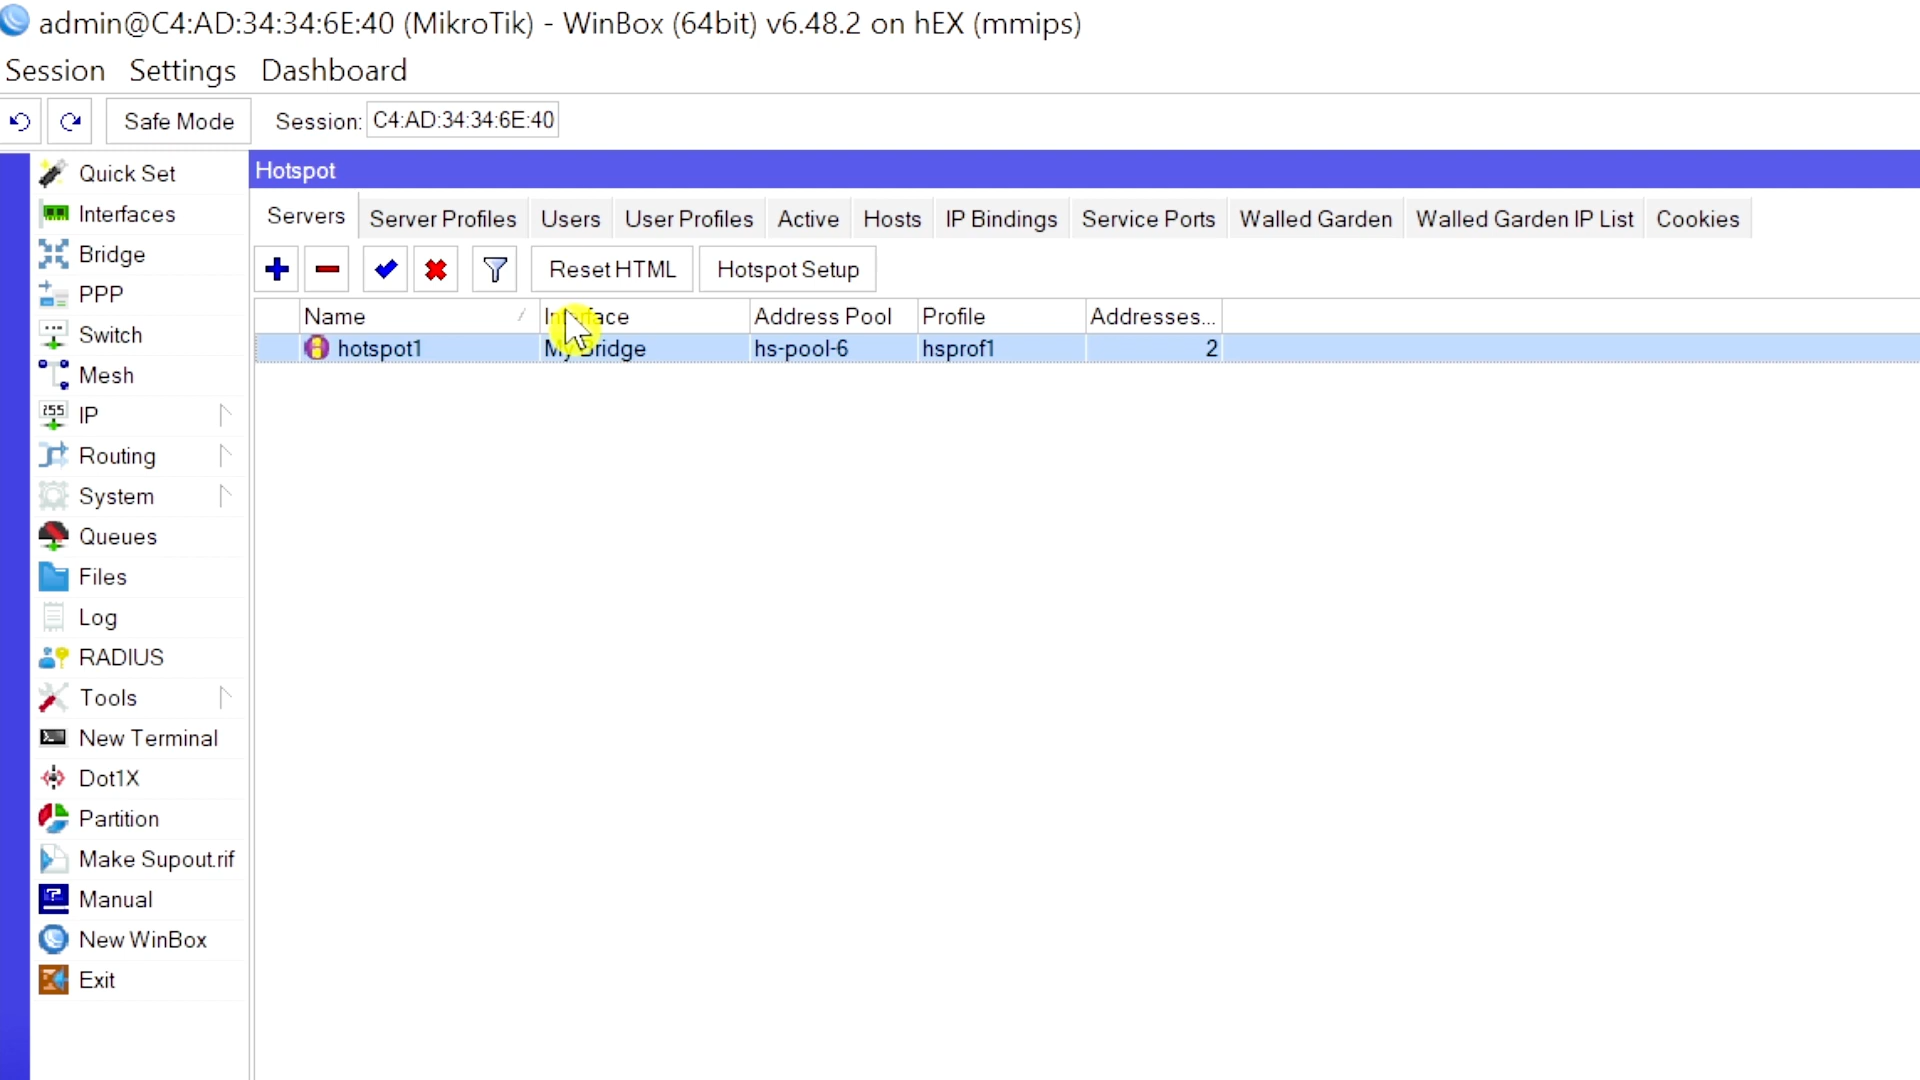 admin@C4:AD:34:34:6E:40 (MikroTik) - WinBox (64bit) v6.48.2 on hEX (mmips)
Session Settings Dashboard
Safe Mode Session: C4:AD:34:34:6E:40
Quick Set
Interfaces
Bridge
PPP
Switch
Mesh
IP
Routing
System
Queues
Files
Log
RADIUS
Tools
New Terminal
Dot1X
Partition
Make Supout.rif
Manual
New WinBox
Exit
Hotspot
Servers Server Profiles Users User Profiles Active Hosts IP Bindings Service Ports Walled Garden Walled Garden IP List Cookies
Reset HTML Hotspot Setup
Name Interface Address Pool Profile Addresses...
hotspot1 My Bridge hs-pool-6 hsprof1 2